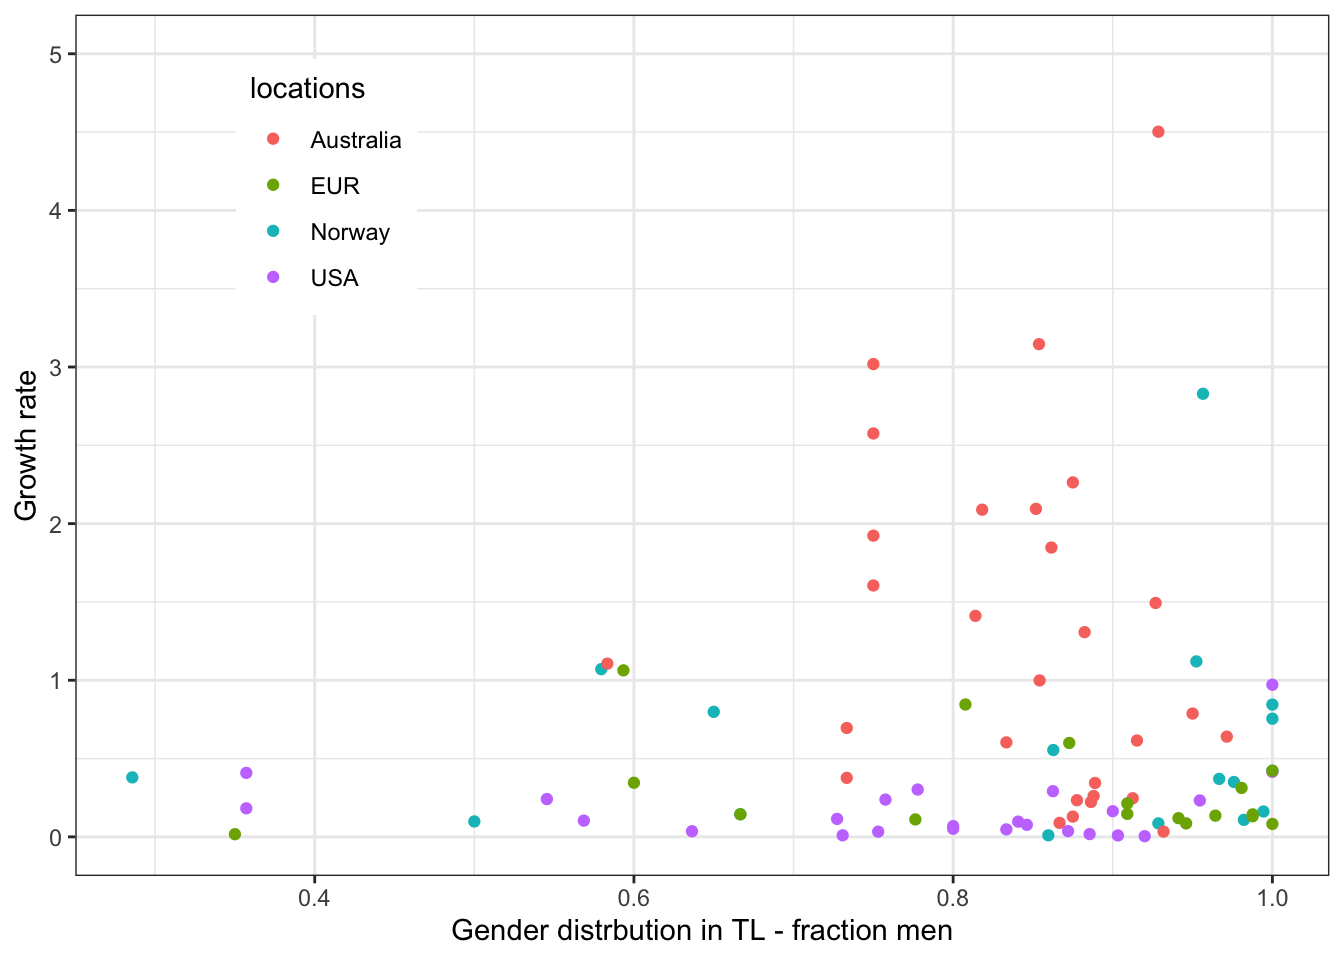 5
locations
Australia
EUR
4
Norway
USA
3
Growth rate
2
1
0
0.4 0.6 0.8 1.0
Gender distrbution in TL - fraction men